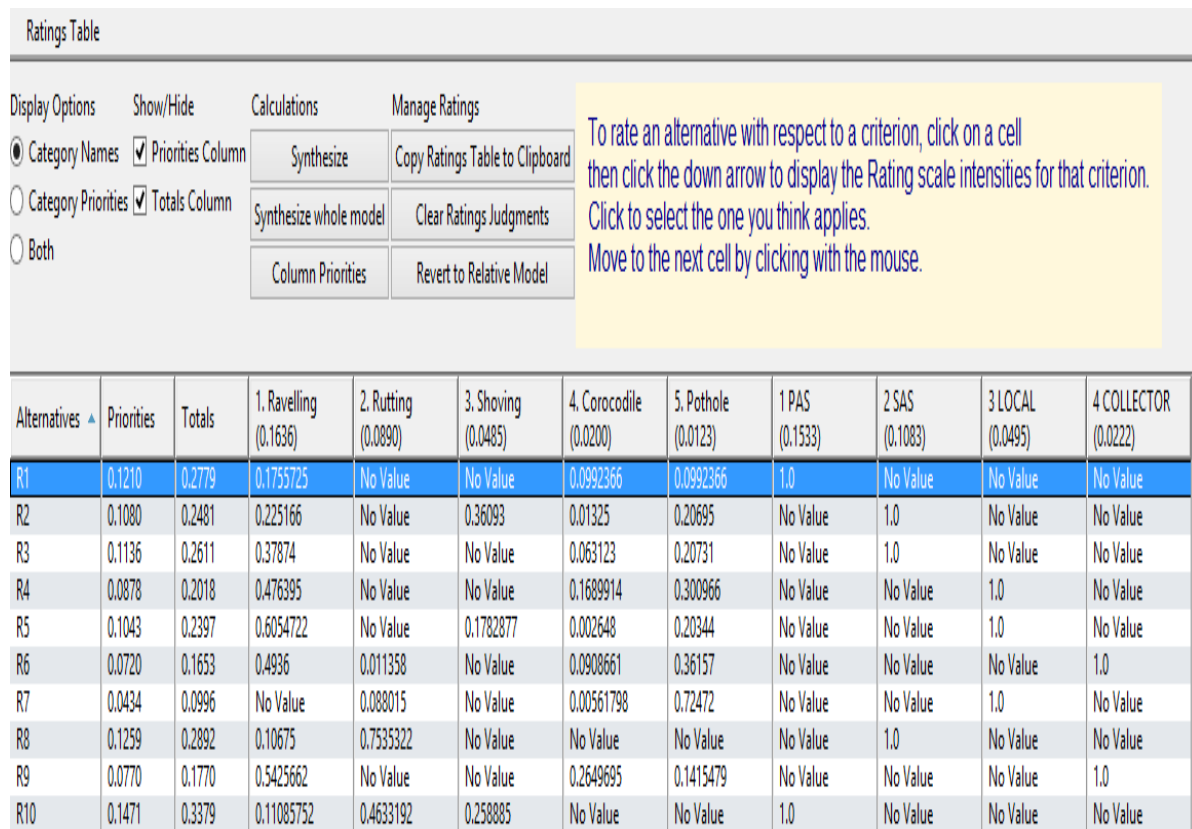 Ratings Table
Display Options Show/Hide Calculations Manage Ratings
Category Names Priorities Column Synthesize Copy Ratings Table to Clipboard
Category Priorities Totals Column Synthesize whole model Clear Ratings Judgments
Both Column Priorities Revert to Relative Model
To rate an alternative with respect to a criterion, click on a cell
then click the down arrow to display the Rating scale intensities for that criterion.
Click to select the one you think applies.
Move to the next cell by clicking with the mouse.
Alternatives Priorities Totals 1. Ravelling (0.1636) 2. Rutting (0.0890) 3. Shoving (0.0485) 4. Corocodile (0.0200) 5. Pothole (0.0123) 1 PAS (0.1533) 2 SAS (0.1083) 3 LOCAL (0.0495) 4 COLLECTOR (0.0222)
R1 0.1210 0.2779 0.1755725 No Value No Value 0.0992366 0.0992366 1.0 No Value No Value No Value
R2 0.1080 0.2481 0.225166 No Value 0.36093 0.01325 0.20695 No Value 1.0 No Value No Value
R3 0.1136 0.2611 0.37874 No Value No Value 0.063123 0.20731 No Value 1.0 No Value No Value
R4 0.0878 0.2018 0.476395 No Value No Value 0.1689914 0.300966 No Value No Value 1.0 No Value
R5 0.1043 0.2397 0.6054722 No Value 0.1782877 0.002648 0.20344 No Value No Value 1.0 No Value
R6 0.0720 0.1653 0.4936 0.011358 No Value 0.0908661 0.36157 No Value No Value No Value 1.0
R7 0.0434 0.0996 No Value 0.088015 No Value 0.00561798 0.72472 No Value No Value 1.0 No Value
R8 0.1259 0.2892 0.10675 0.7535322 No Value No Value No Value No Value 1.0 No Value No Value
R9 0.0770 0.1770 0.5425662 No Value No Value 0.2649695 0.1415479 No Value No Value No Value 1.0
R10 0.1471 0.3379 0.11085752 0.4633192 0.258885 No Value No Value 1.0 No Value No Value No Value